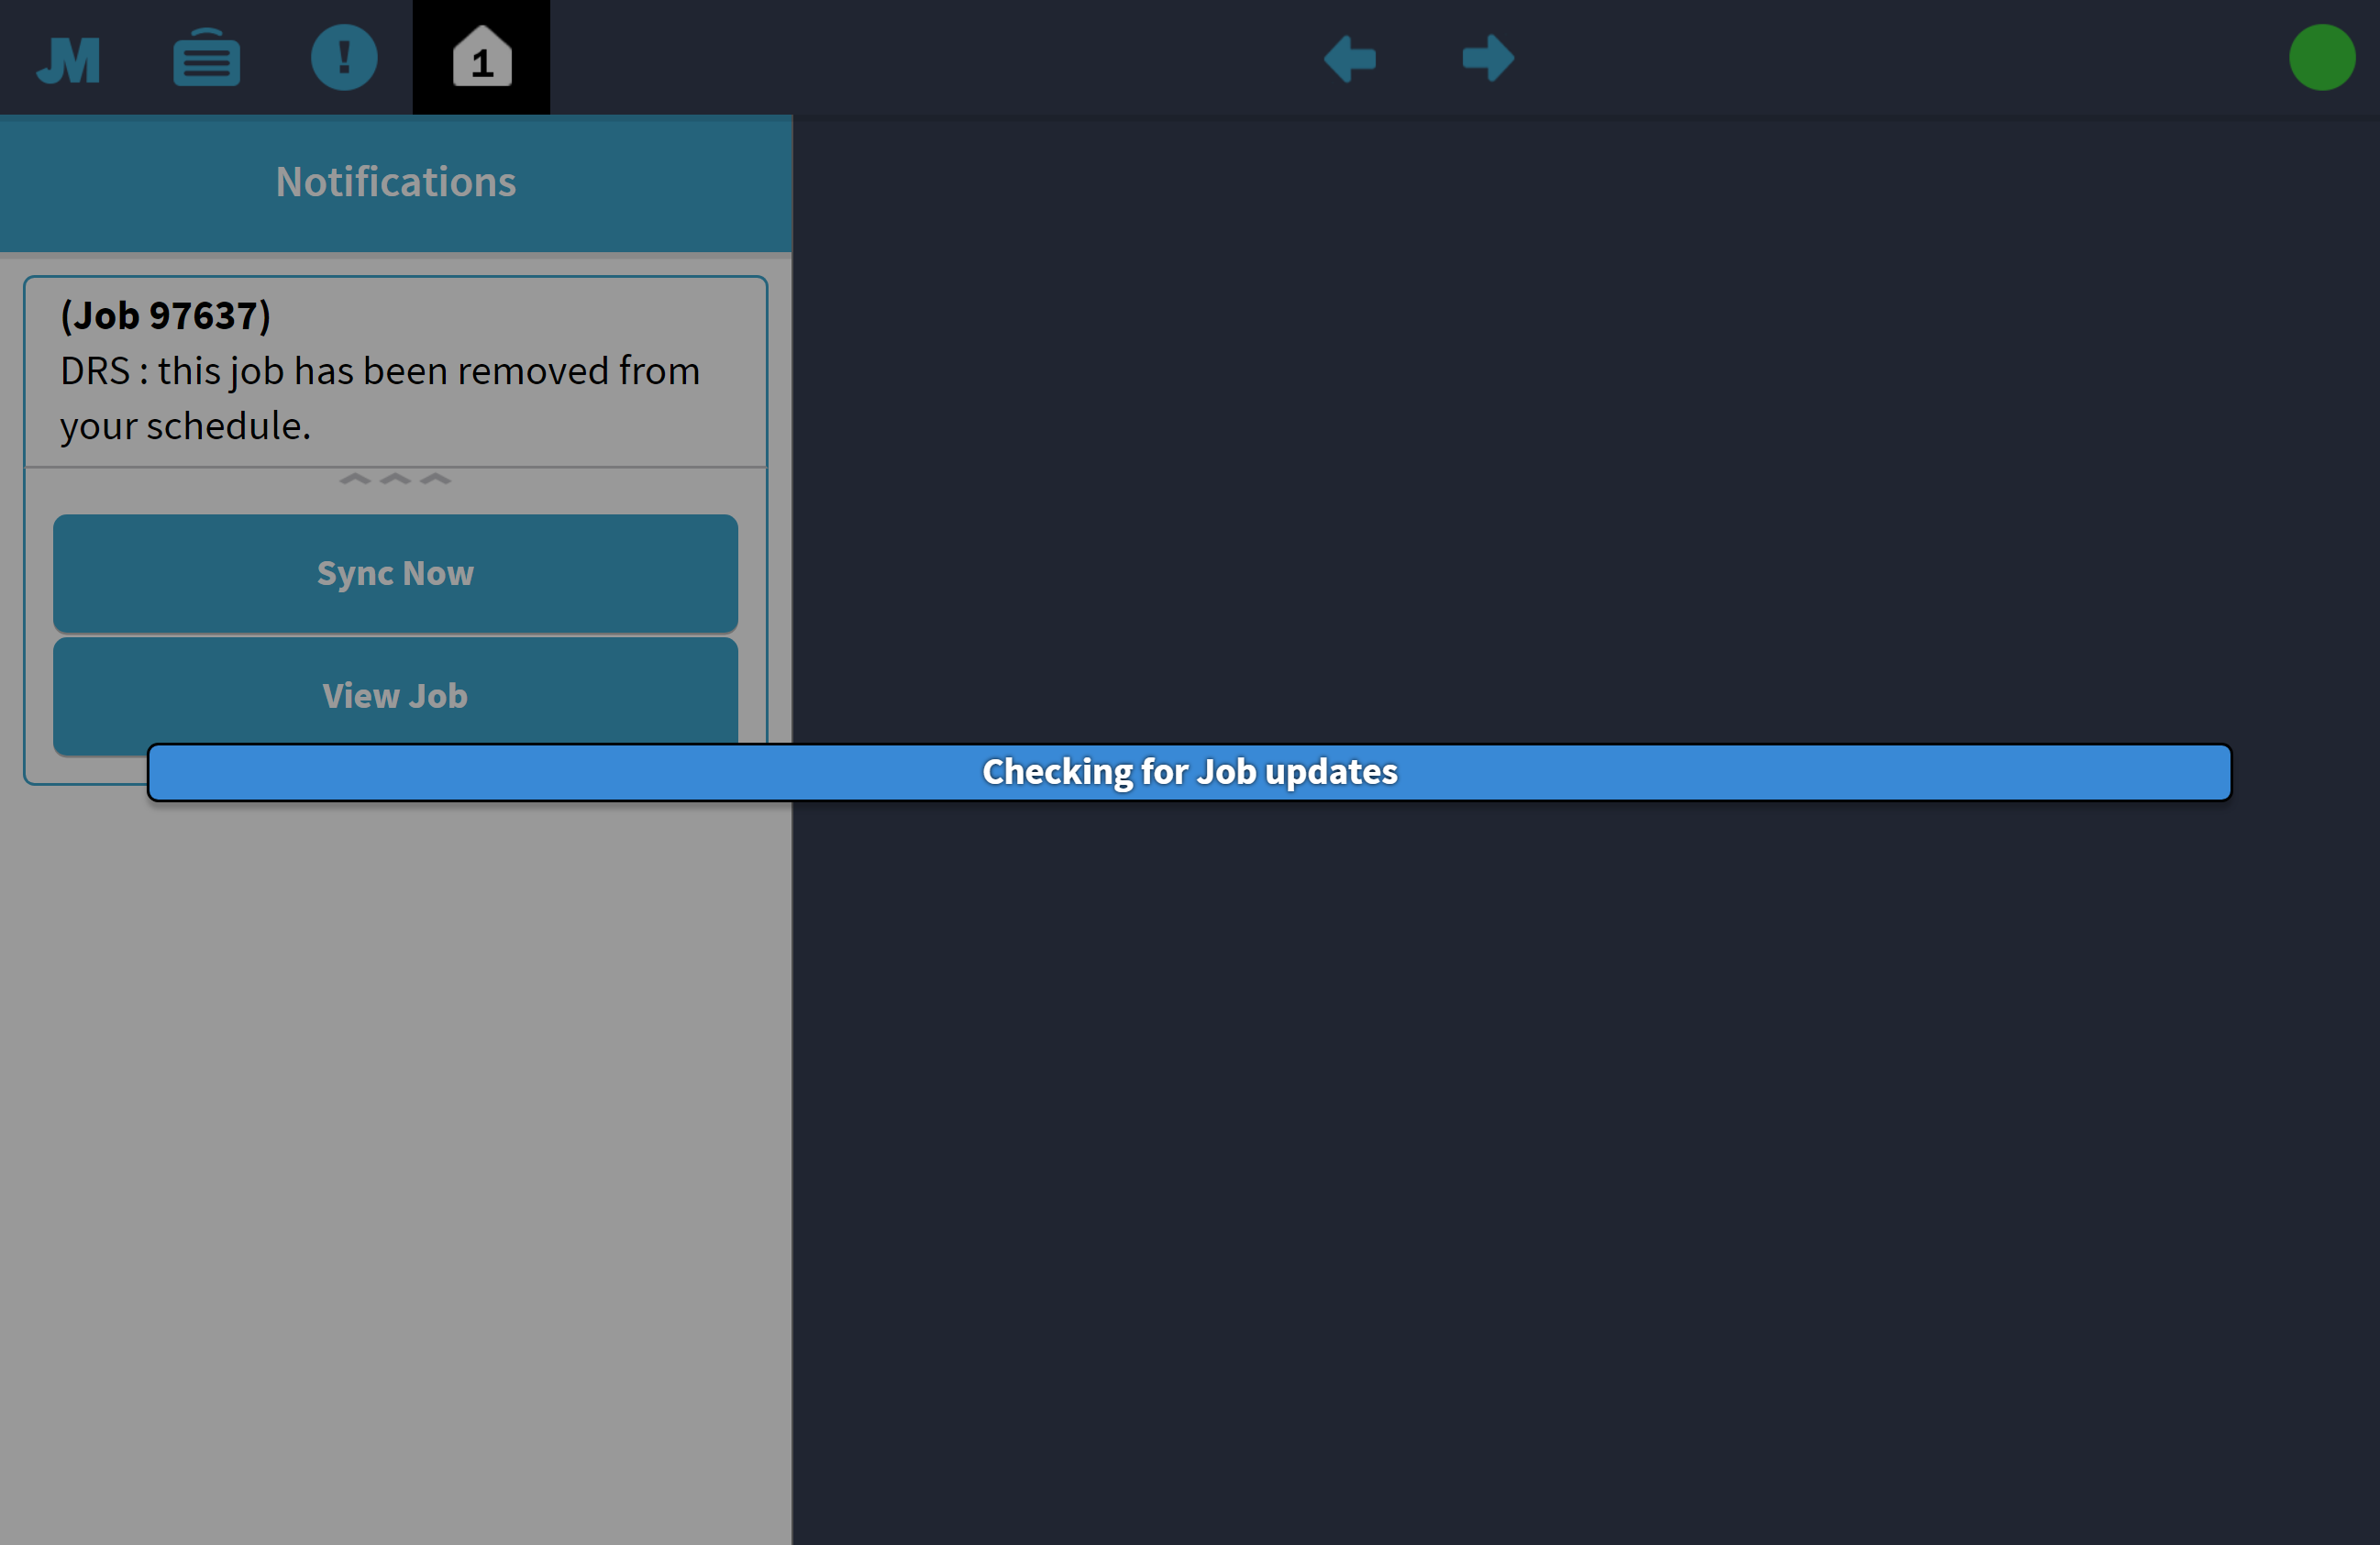 JM
!
1
Notifications
(Job 97637)
DRS : this job has been removed from
your schedule.
Sync Now
View Job
Checking for Job updates